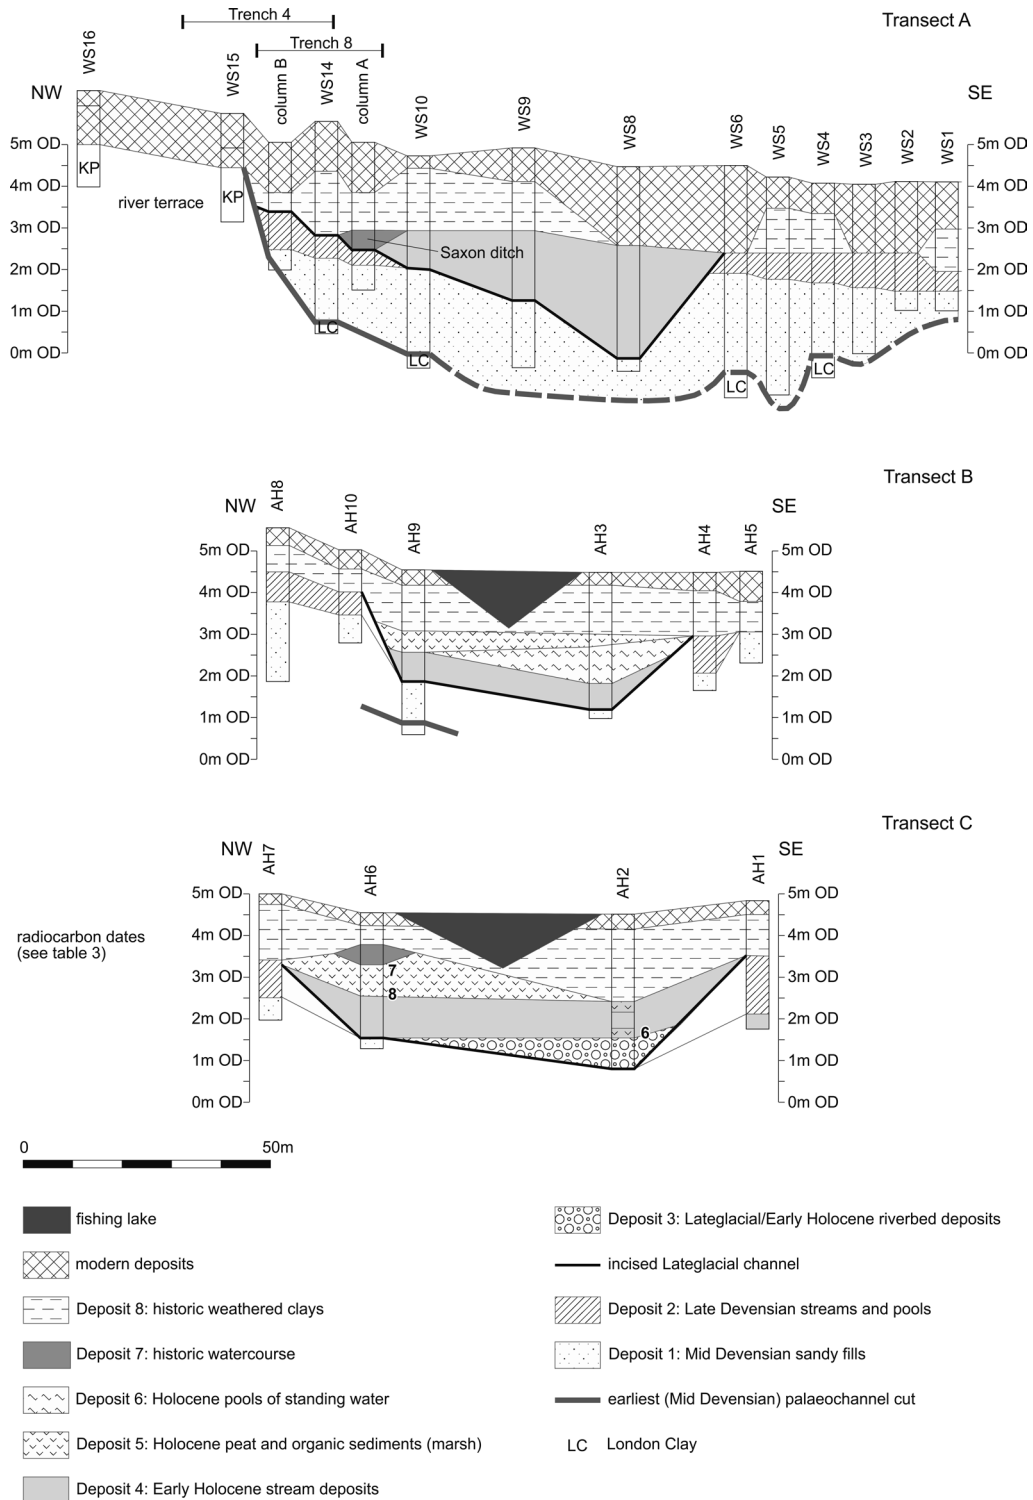 Trench 4
Transect A
Trench 8
WS16
WS15
column B
WS14
column A
WS10
WS9
WS8
WS6
WS5
WS4
WS3
WS2
WS1
NW
SE
5m OD
4m OD
3m OD
2m OD
1m OD
0m OD
5m OD
4m OD
3m OD
2m OD
1m OD
0m OD
KP
KP
river terrace
Saxon ditch
LC
LC
LC
LC
Transect B
NW
SE
AH8
AH10
AH9
AH3
AH4
AH5
5m OD
4m OD
3m OD
2m OD
1m OD
0m OD
5m OD
4m OD
3m OD
2m OD
1m OD
0m OD
Transect C
NW
SE
AH7
AH6
AH2
AH1
5m OD
4m OD
3m OD
2m OD
1m OD
0m OD
5m OD
4m OD
3m OD
2m OD
1m OD
0m OD
radiocarbon dates
(see table 3)
7
8
6
0 50m
fishing lake
modern deposits
Deposit 8: historic weathered clays
Deposit 7: historic watercourse
Deposit 6: Holocene pools of standing water
Deposit 5: Holocene peat and organic sediments (marsh)
Deposit 4: Early Holocene stream deposits
Deposit 3: Lateglacial/Early Holocene riverbed deposits
incised Lateglacial channel
Deposit 2: Late Devensian streams and pools
Deposit 1: Mid Devensian sandy fills
earliest (Mid Devensian) palaeochannel cut
LC London Clay